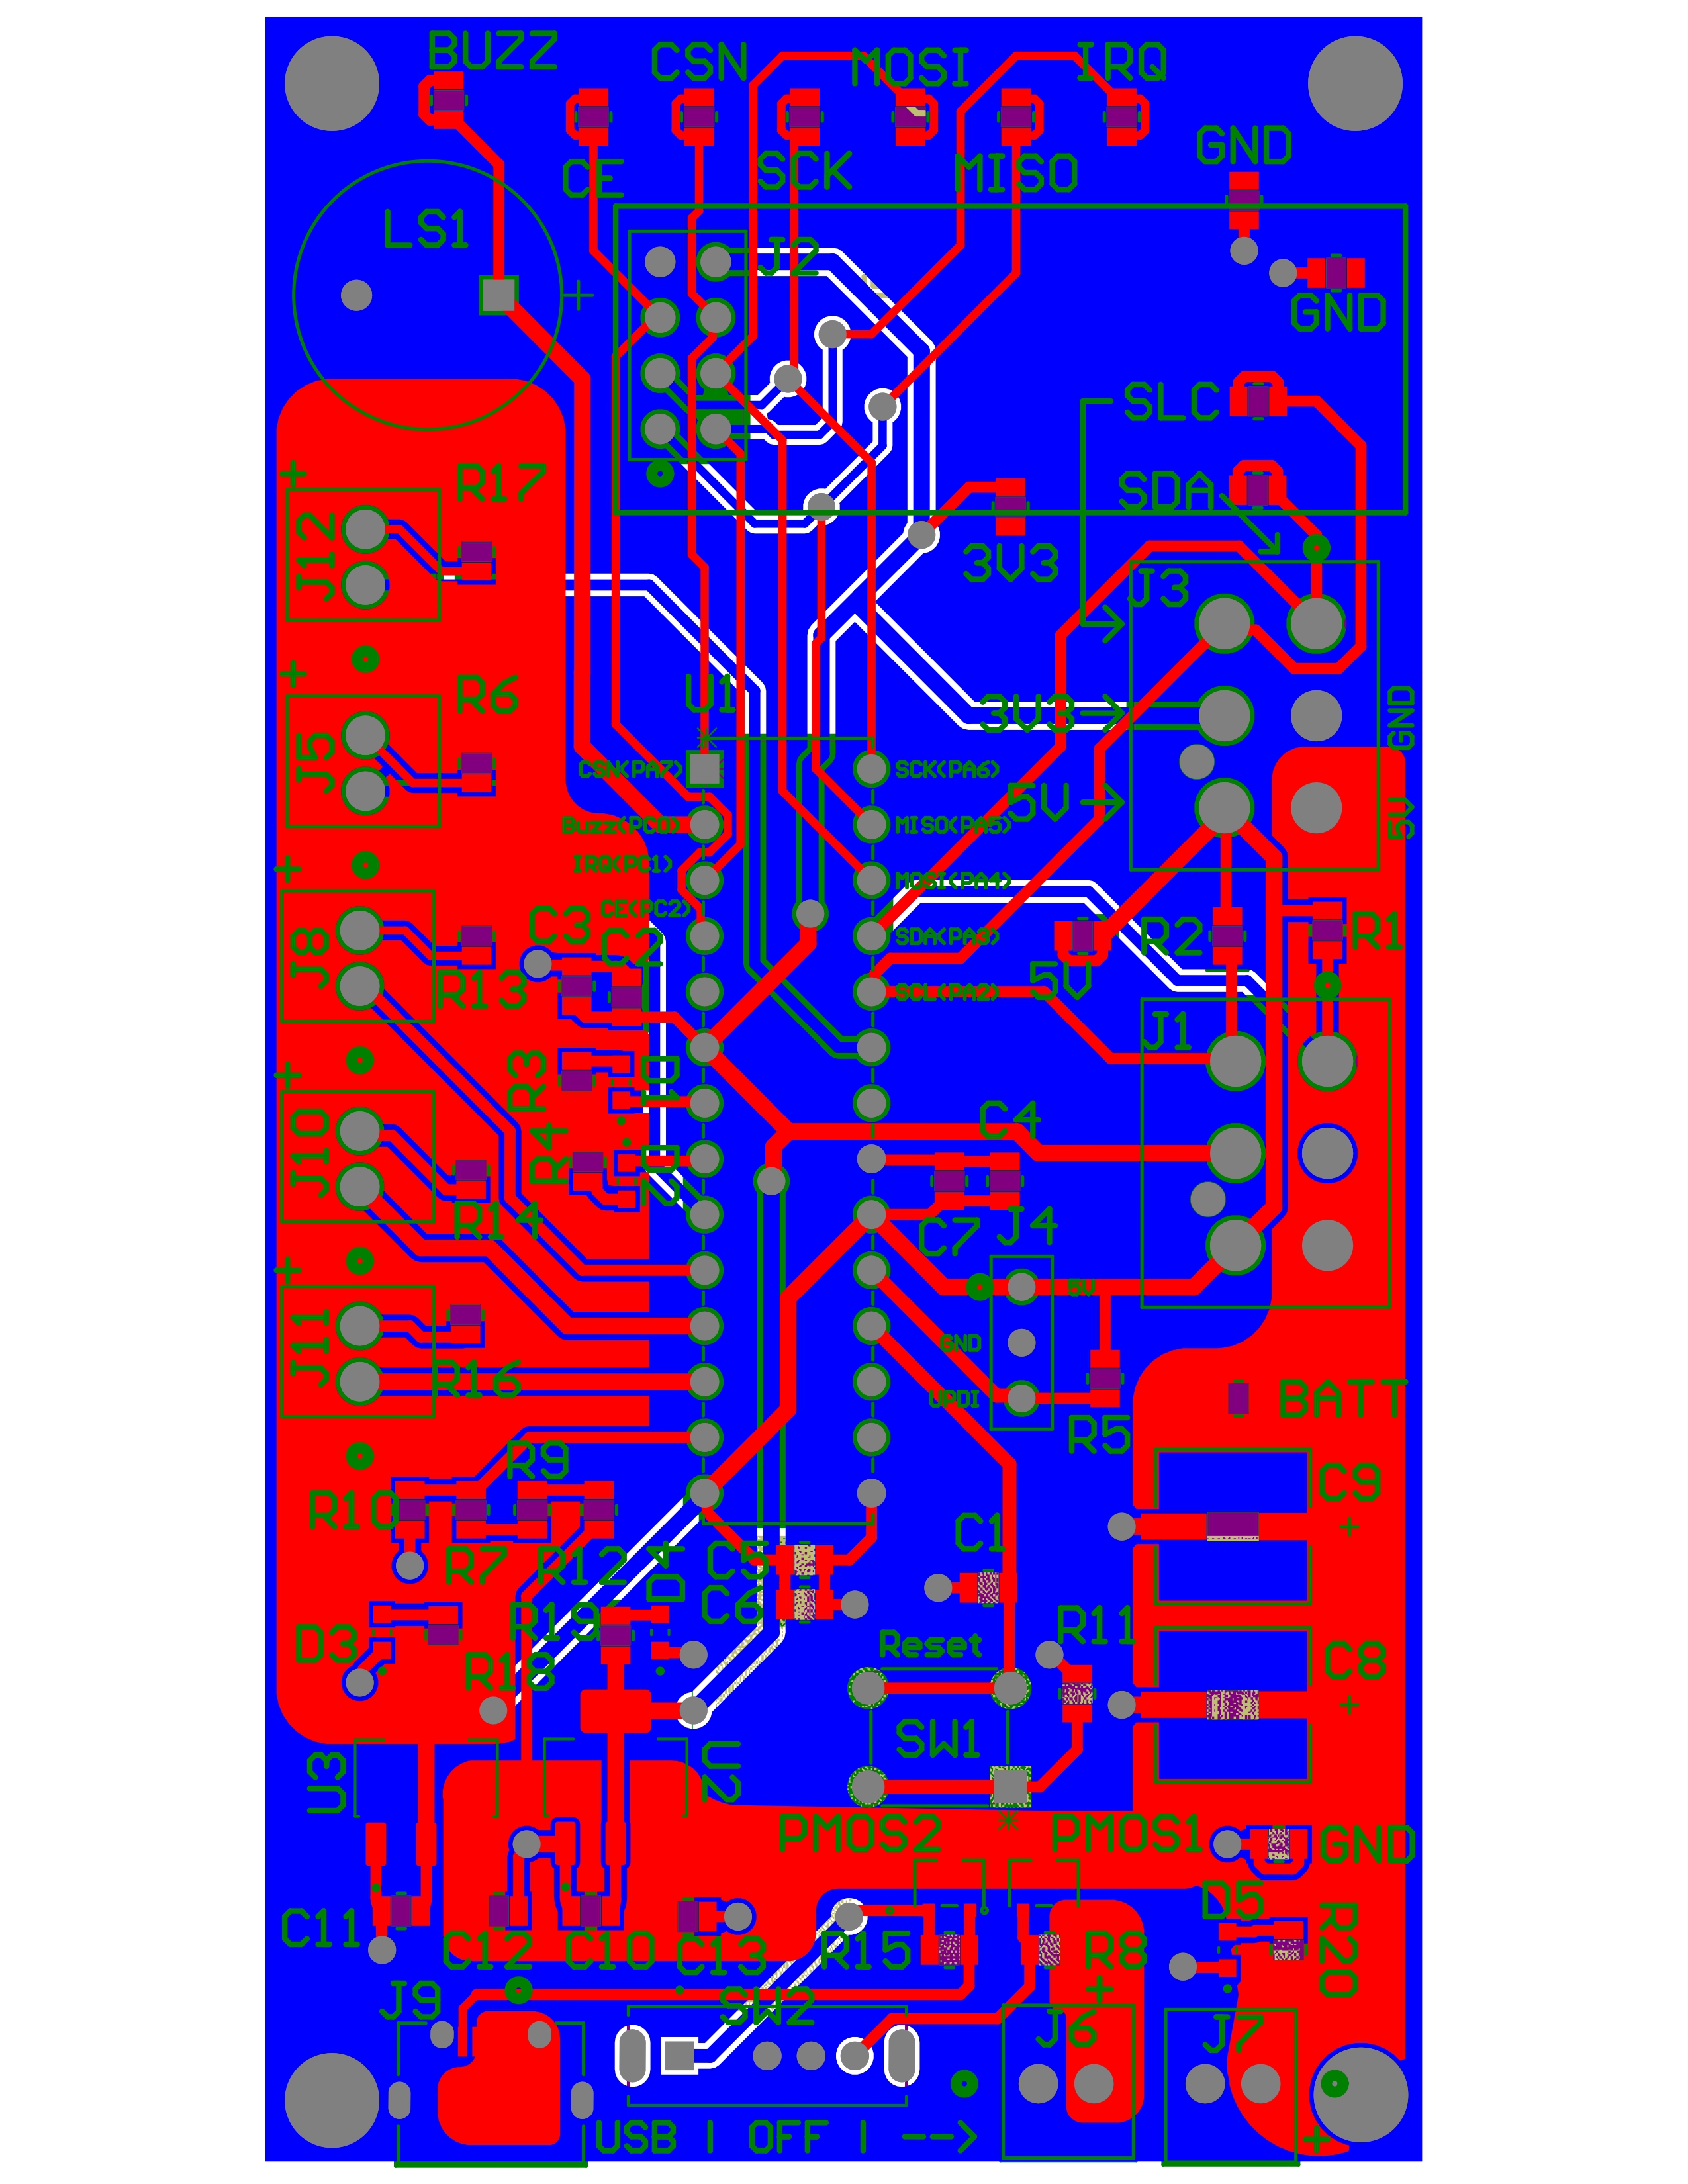 BUZZ
CSN
MOSI
IRQ
GND
CE
SCK
MISO
LS1
+
J2
GND
SLC
SDA
+
R17
J12
3V3
J3
+
R6
J5
U1
3V3
GND
CSN(PA7)
SCK(PA6)
5V
5V
Buzz(PC0)
MISO(PA5)
IRQ(PC1)
MOSI(PA4)
+
CE(PC2)
SDA(PA3)
C3
C2
R2
R1
J8
R13
5V
SCL(PA2)
J1
+
R3
D1
C4
J10
R4
D2
R14
C7
J4
+
5V
J11
GND
R16
UPDI
BATT
R5
R9
C9
R10
+
C1
R7
R12
D4
C5
C6
R19
R11
D3
Reset
C8
R18
+
SW1
U3
U2
PMOS2
PMOS1
GND
D5
C11
C12
C10
C13
R15
R8
R20
+
J9
SW2
J6
J7
USB | OFF | -->
+